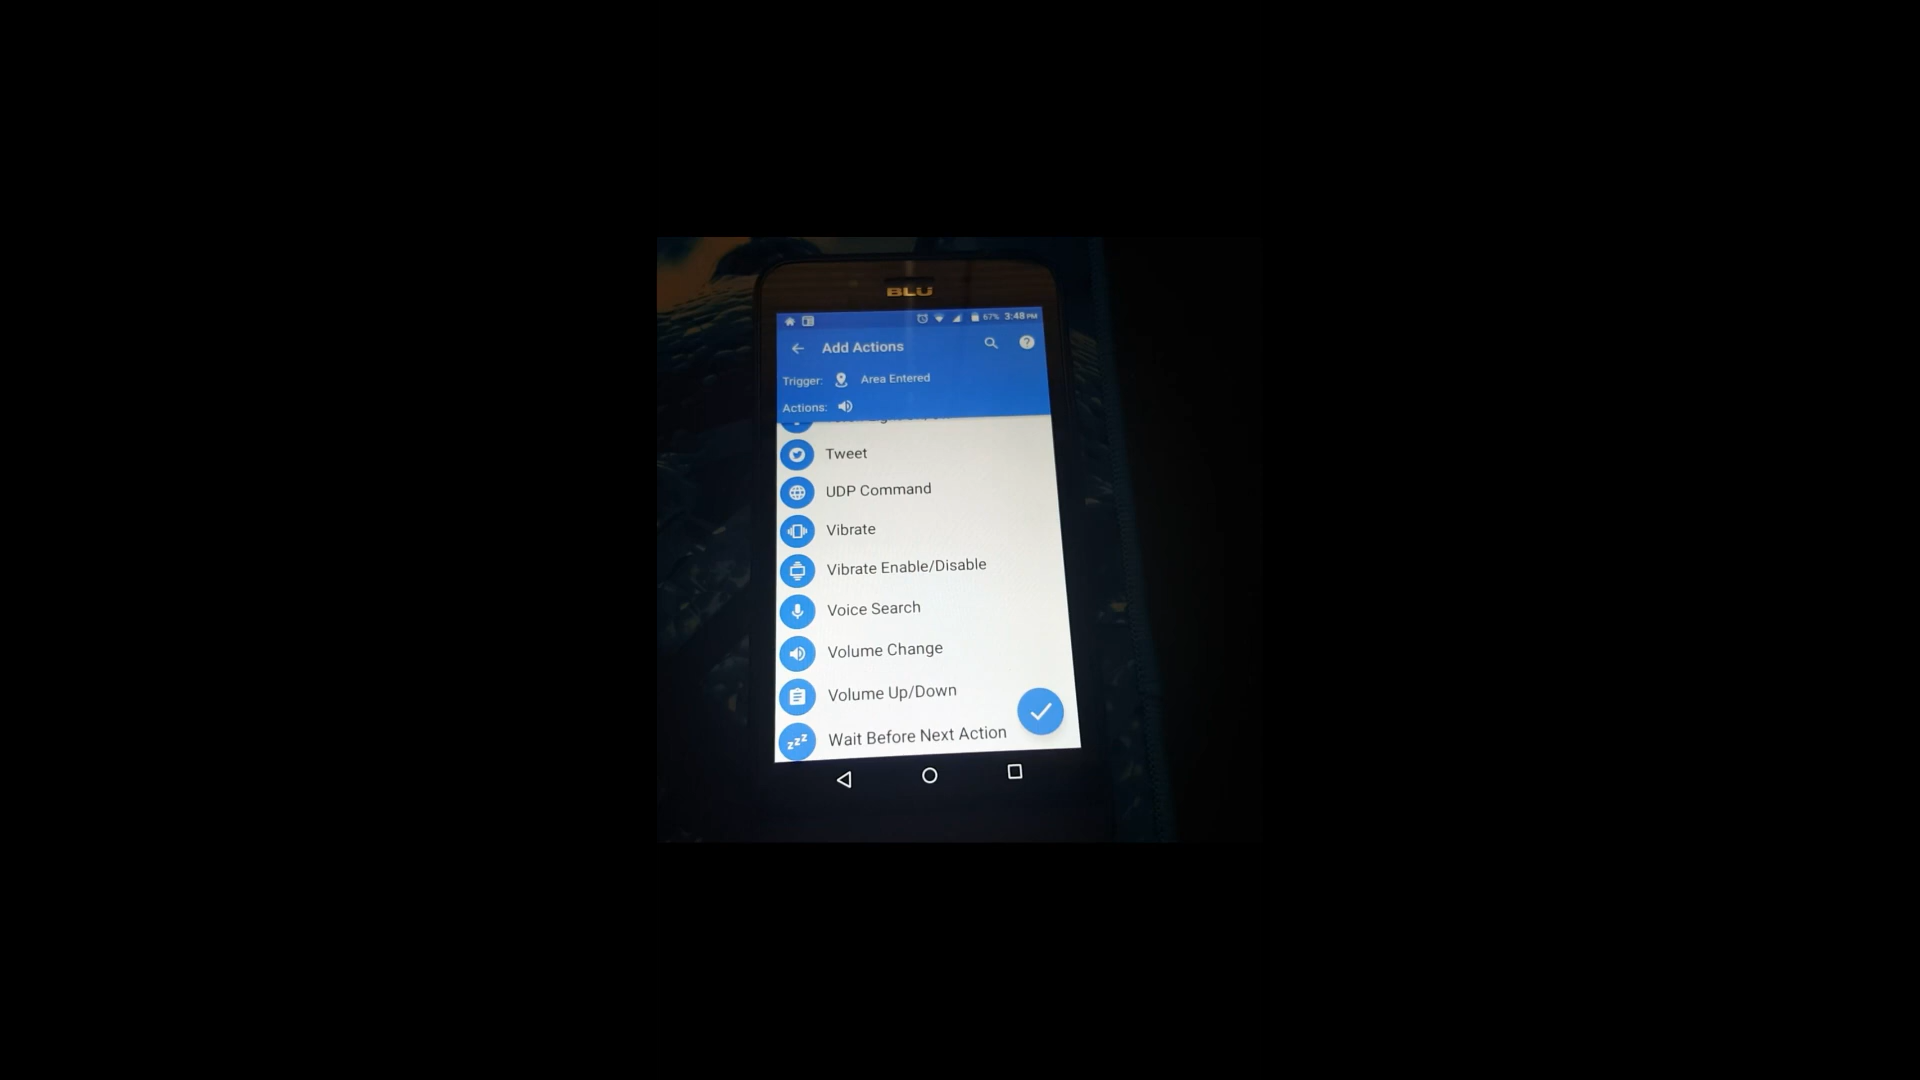 BLU
67% 3:48 PM
Add Actions
Trigger: Area Entered
Actions:
Tweet
UDP Command
Vibrate
Vibrate Enable/Disable
Voice Search
Volume Change
Volume Up/Down
zzz Wait Before Next Action